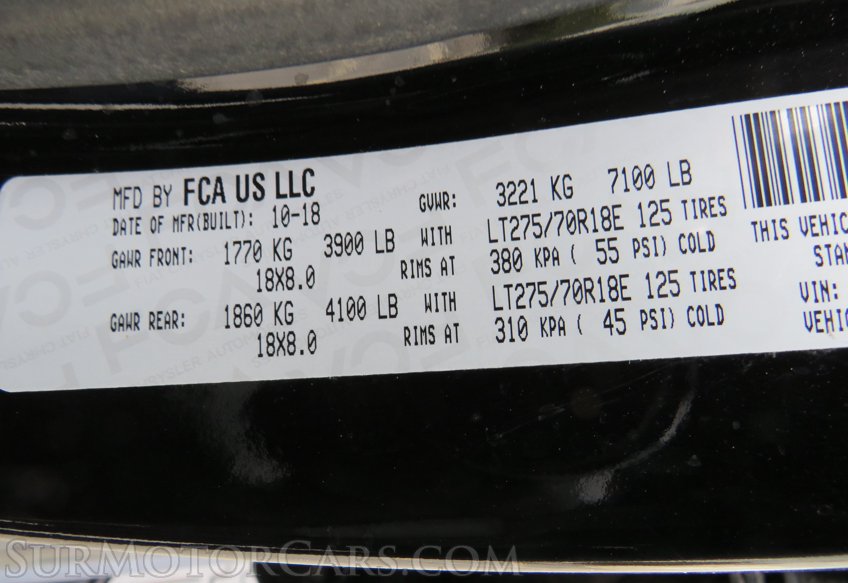 MFD BY FCA US LLC
DATE OF MFR(BUILT): 10-18
GVWR: 3221 KG 7100 LB
GAWR FRONT: 1770 KG 3900 LB WITH LT275/70R18E 125 TIRES
18X8.0 RIMS AT 380 KPA ( 55 PSI) COLD
GAWR REAR: 1860 KG 4100 LB WITH LT275/70R18E 125 TIRES
18X8.0 RIMS AT 310 KPA ( 45 PSI) COLD
THIS VEHIC
STAN
VIN:
VEHIC
SURMOTORCARS.COM